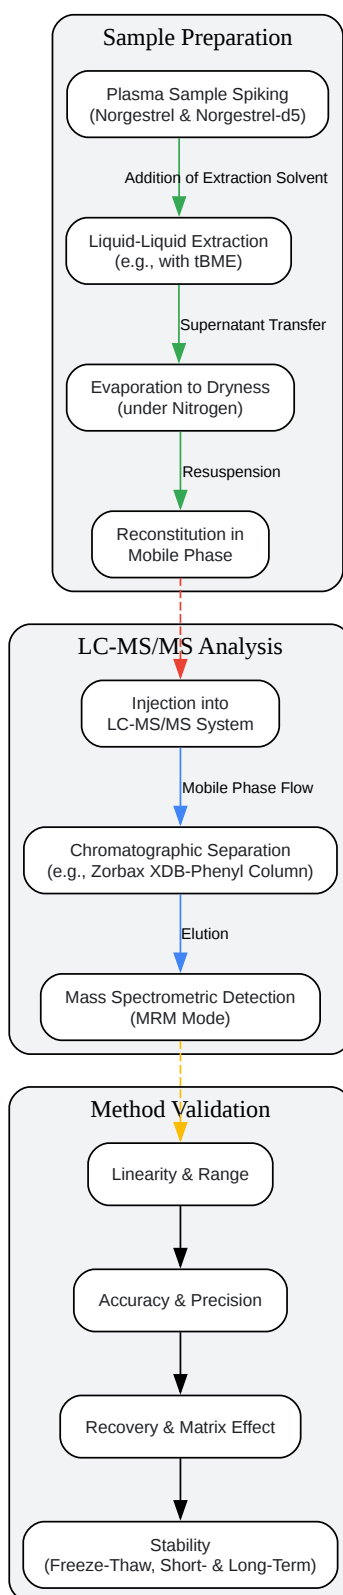 Sample Preparation
Plasma Sample Spiking
(Norgestrel & Norgestrel-d5)
Addition of Extraction Solvent
Liquid-Liquid Extraction
(e.g., with tBME)
Supernatant Transfer
Evaporation to Dryness
(under Nitrogen)
Resuspension
Reconstitution in
Mobile Phase
LC-MS/MS Analysis
Injection into
LC-MS/MS System
Mobile Phase Flow
Chromatographic Separation
(e.g., Zorbax XDB-Phenyl Column)
Elution
Mass Spectrometric Detection
(MRM Mode)
Method Validation
Linearity & Range
Accuracy & Precision
Recovery & Matrix Effect
Stability
(Freeze-Thaw, Short- & Long-Term)